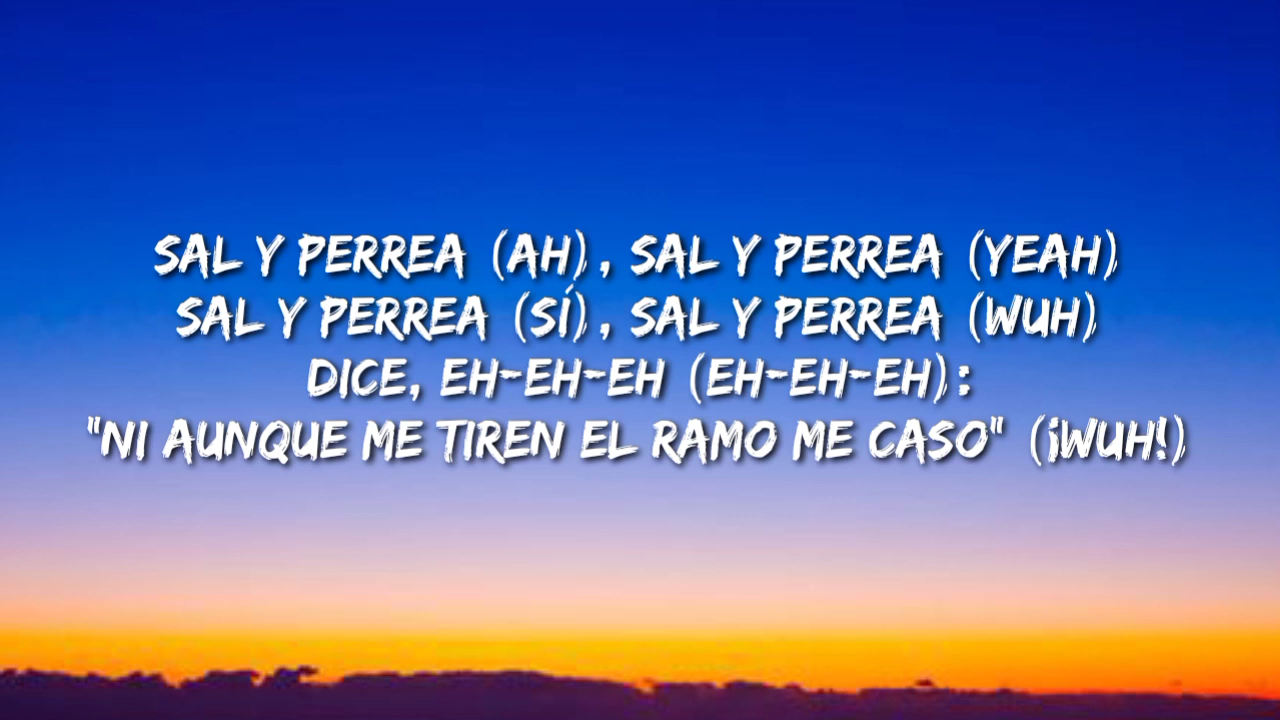 SAL Y PERREA (AH), SAL Y PERREA (YEAH)
SAL Y PERREA (SÍ), SAL Y PERREA (WUH)
DICE, EH-EH-EH (EH-EH-EH):
"NI AUNQUE ME TIREN EL RAMO ME CASO" (¡WUH!)